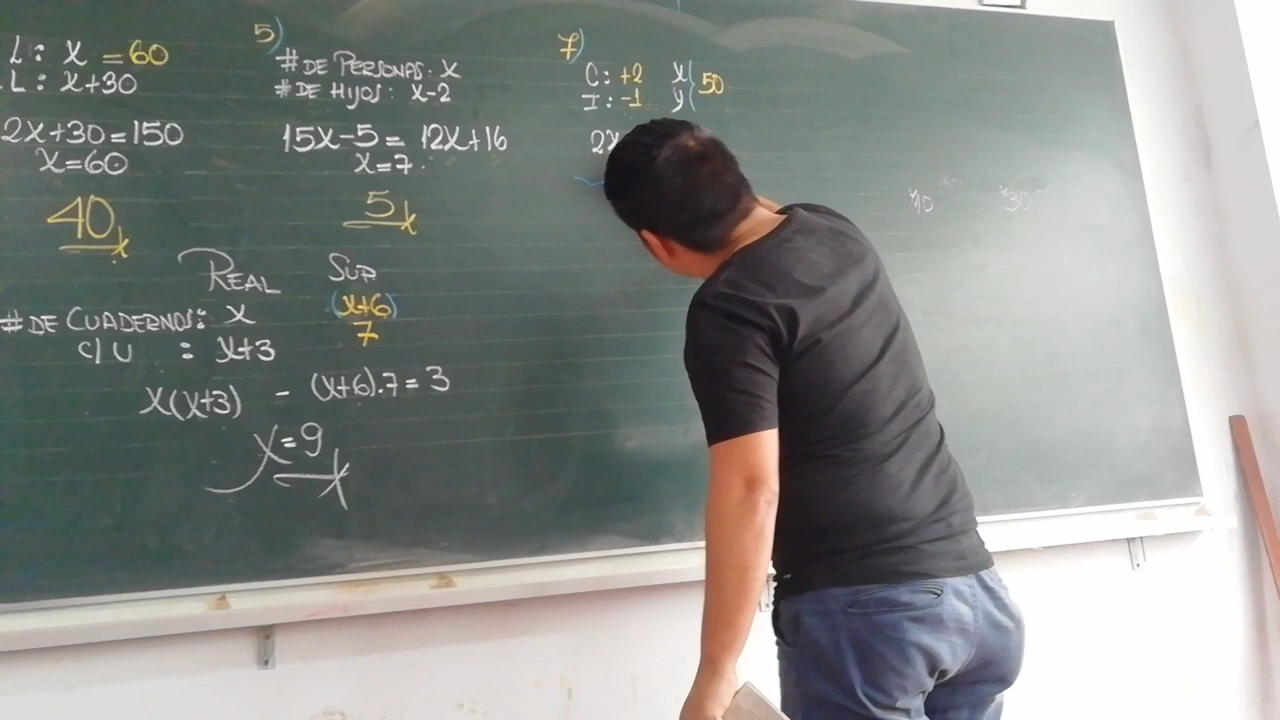 L: x = 60
L: x+30
2x+30=150
x=60
40
5)
# DE PERSONAS: x
# DE HIJOS: x-2
15x-5= 12x+16
x=7
5
REAL SUP
# DE CUADERNOS: x (x+6)
c/u : x+3 7
x(x+3) - (x+6).7=3
x=9
7)
C: +2 x
I: -1 y
50
2x
10 30